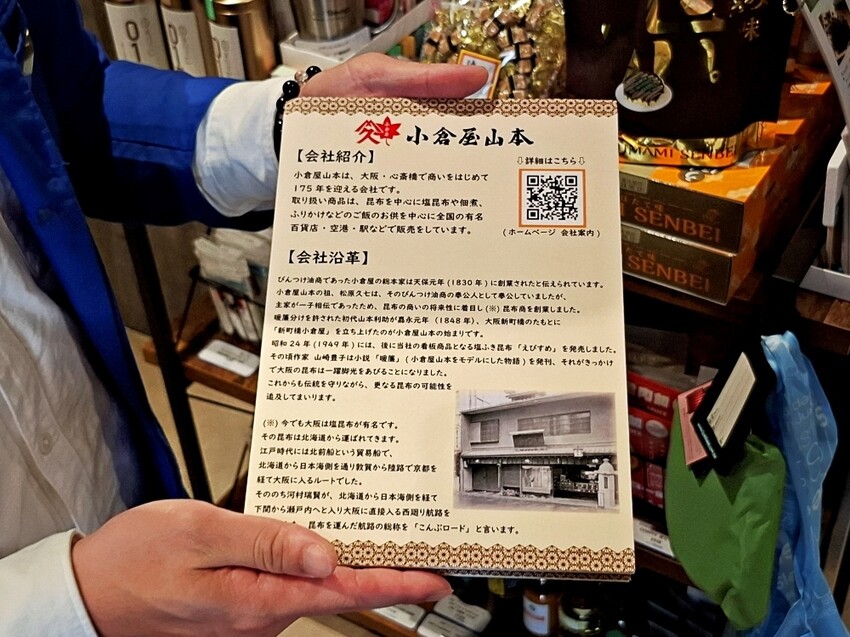 01
01
の味
UMAMI SENBEI
SENBEI
SENBEI
久 小倉屋山本
【会社紹介】
⇩詳細はこちら⇩
小倉屋山本は、大阪・心斎橋で商いをはじめて
175年を迎える会社です。
取り扱い商品は、昆布を中心に塩昆布や佃煮、
ふりかけなどのご飯のお供を中心に全国の有名
百貨店・空港・駅などで販売をしています。
(ホームページ 会社案内)
【会社沿革】
びんつけ油商であった小倉屋の総本家は天保元年(1830年)に創業されたと伝えられています。
小倉屋山本の祖、松原久七は、そのびんつけ油商の奉公人として奉公していましたが、
主家が一子相伝であったため、昆布の商いの将来性に着目し(※)昆布商を創業しました。
暖簾分けを許された初代山本利助が嘉永元年(1848年)、大阪新町橋のたもとに
「新町橋小倉屋」を立ち上げたのが小倉屋山本の始まりです。
昭和24年(1949年)には、後に当社の看板商品となる塩ふき昆布「えびすめ」を発売しました。
その頃作家 山崎豊子は小説「暖簾」(小倉屋山本をモデルにした物語)を発刊、それがきっかけ
で大阪の昆布は一躍脚光をあびることになりました。
これからも伝統を守りながら、更なる昆布の可能性を
追及してまいります。
(※)今でも大阪は塩昆布が有名です。
その昆布は北海道から運ばれてきます。
江戸時代には北前船という貿易船で、
北海道から日本海側を通り敦賀から陸路で京都を
経て大阪に入るルートでした。
そののち河村瑞賢が、北海道から日本海側を経て
下関から瀬戸内へと入り大阪に直接入る西廻り航路を
昆布を運んだ航路の総称を「こんぶロード」と言います。